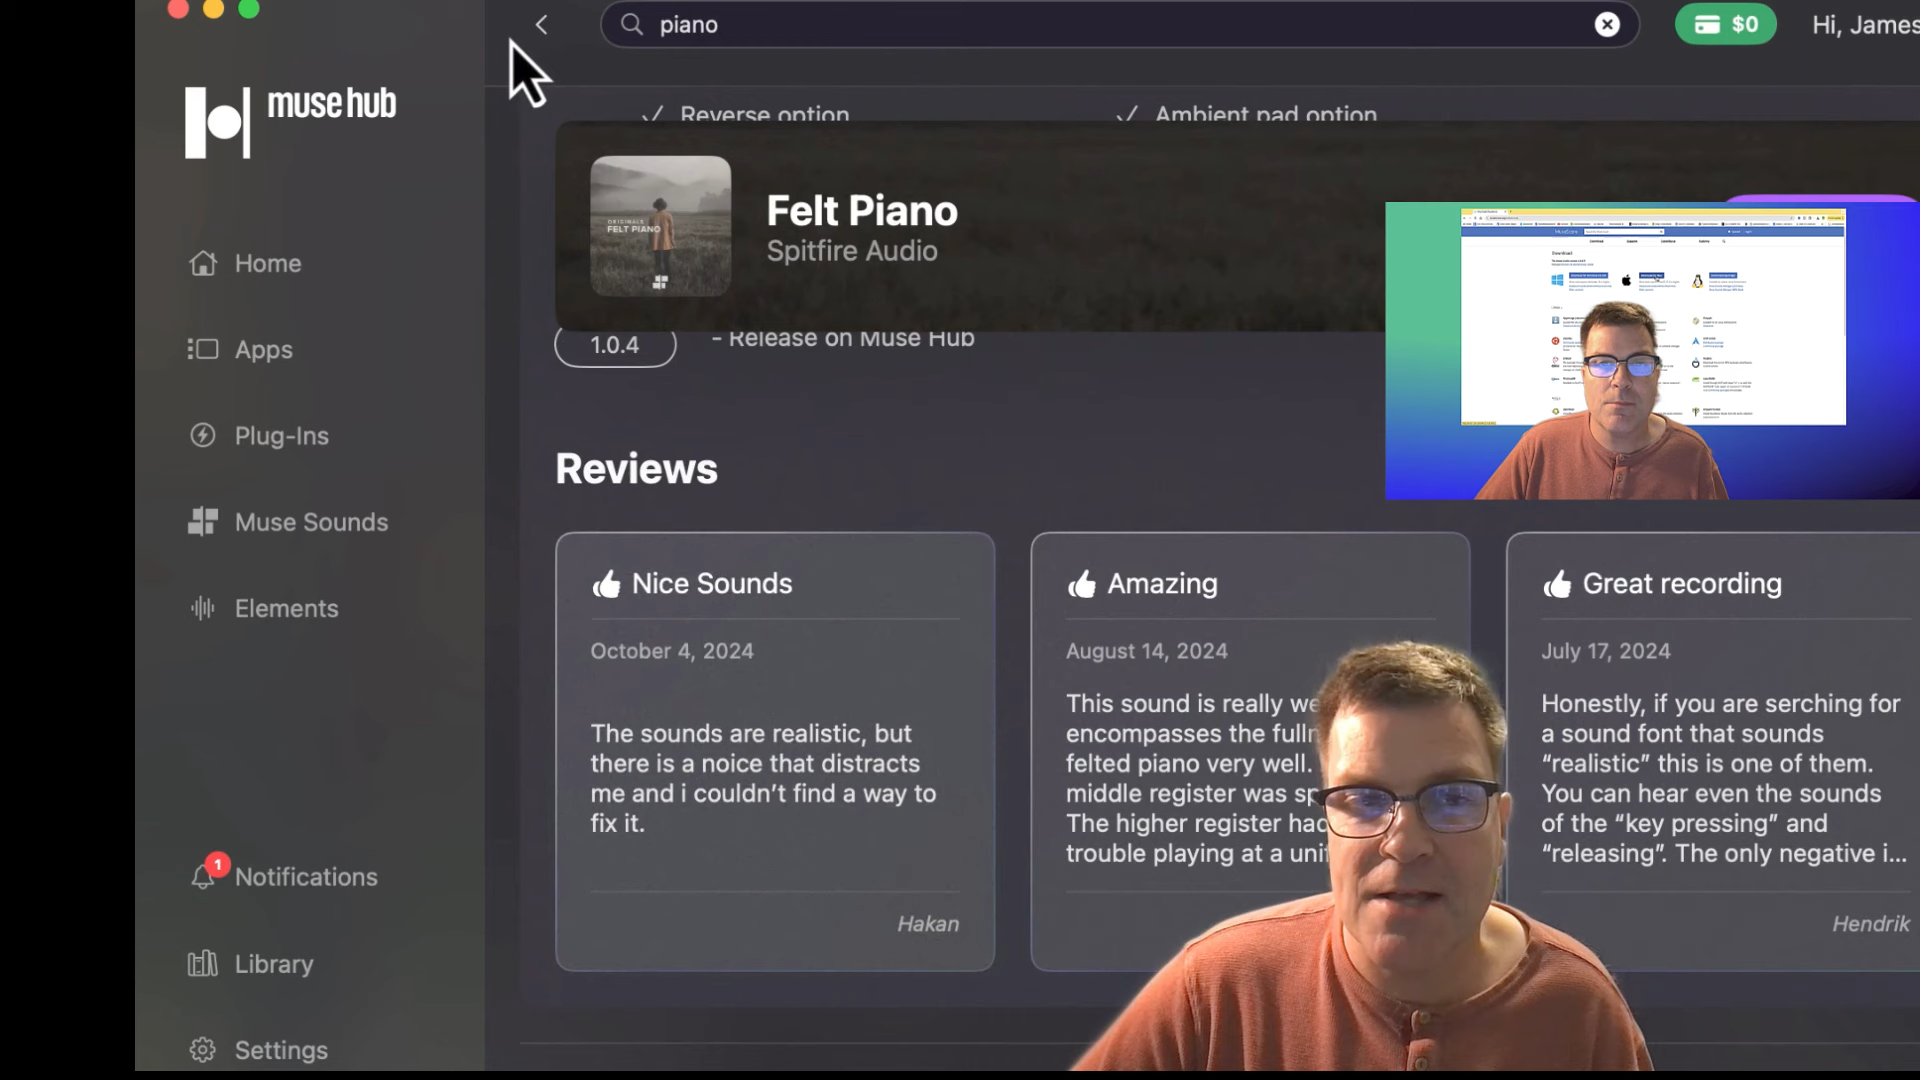 piano
$0
Hi, James
muse hub
Reverse option
Ambient pad option
ORIGINALS
FELT PIANO
Felt Piano
Spitfire Audio
1.0.4
- Release on Muse Hub
Home
Apps
Plug-Ins
Muse Sounds
Elements
1
Notifications
Library
Settings
Reviews
Nice Sounds
October 4, 2024
The sounds are realistic, but
there is a noice that distracts
me and i couldn’t find a way to
fix it.
Hakan
Amazing
August 14, 2024
This sound is really
encompasses the
felted piano very well.
middle register was
The higher register
trouble playing at a
Great recording
July 17, 2024
Honestly, if you are serching for
a sound font that sounds
“realistic” this is one of them.
You can hear even the sounds
of the “key pressing” and
“releasing”. The only negative i...
Hendrik
Download